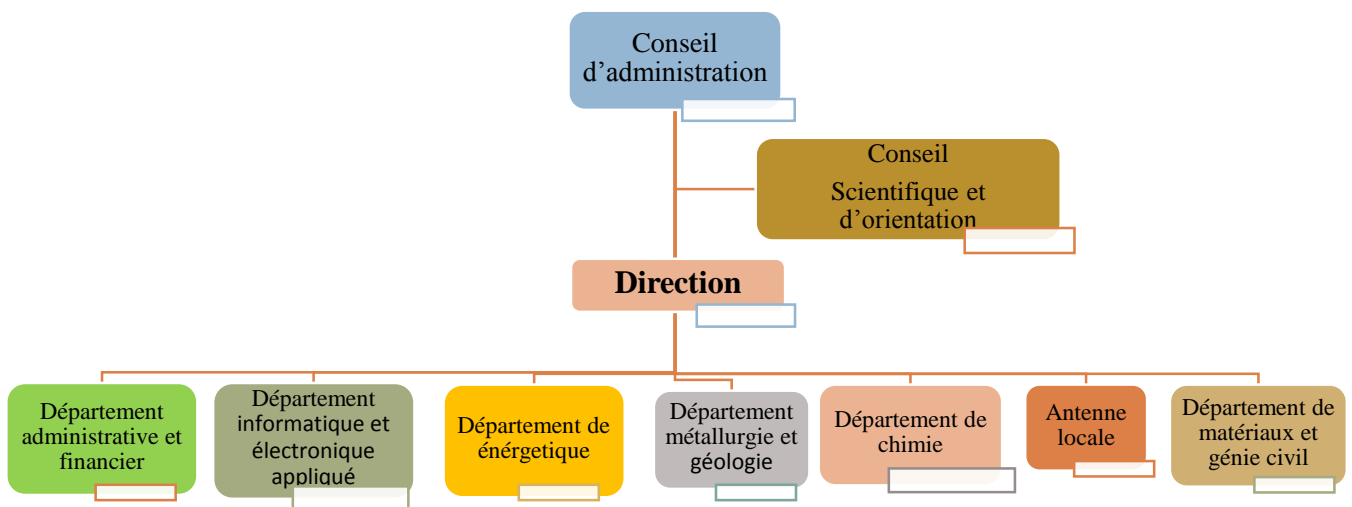 Conseil
d’administration
Conseil
Scientifique et
d’orientation
Direction
Département
administrative et
financier
Département
informatique et
électronique
appliqué
Département de
énérgetique
Département
métallurgie et
géologie
Département de
chimie
Antenne
locale
Département de
matériaux et
génie civil